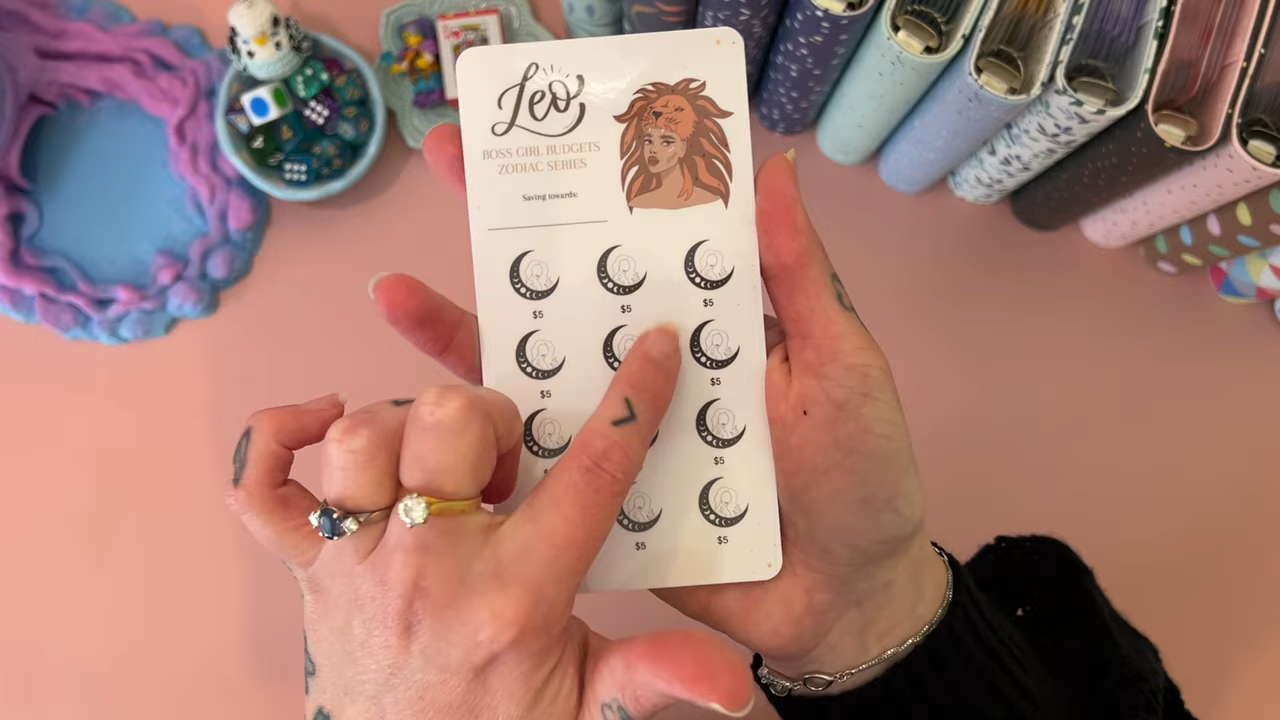 Leo
BOSS GIRL BUDGETS
ZODIAC SERIES
Saving towards:
$5 $5 $5
$5 $5
$5
$5 $5